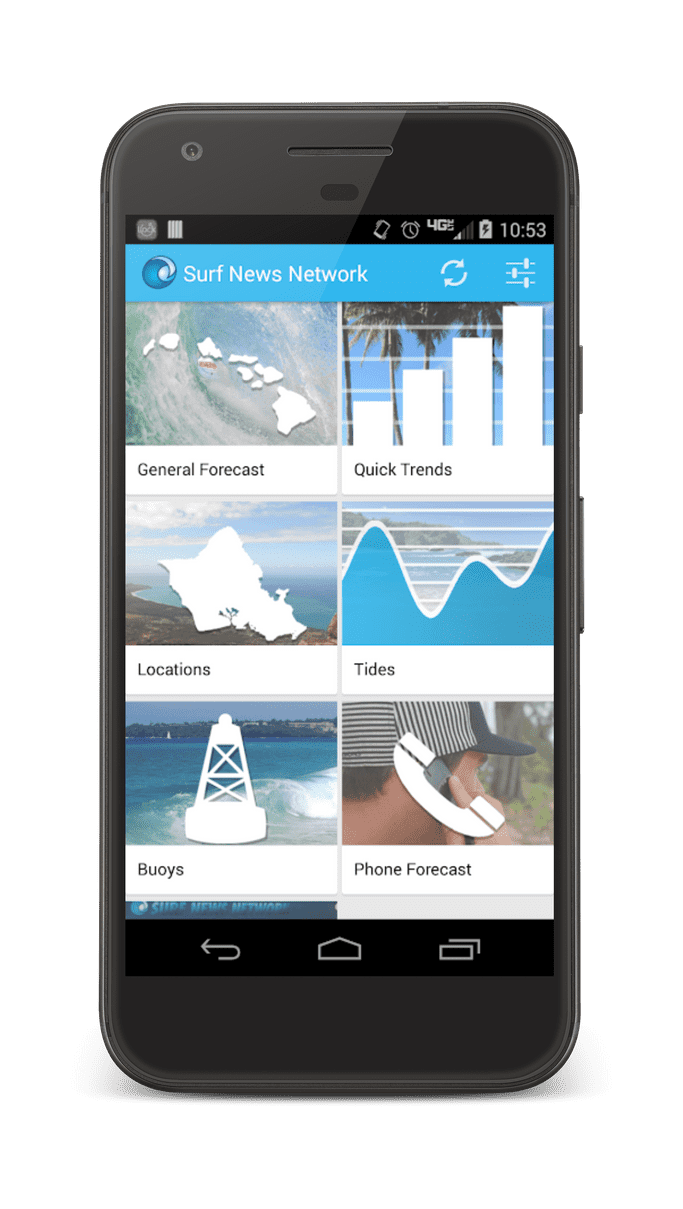 4G
10:53
Surf News Network
General Forecast
Quick Trends
Locations
Tides
Buoys
Phone Forecast
SURF NEWS NETWORK